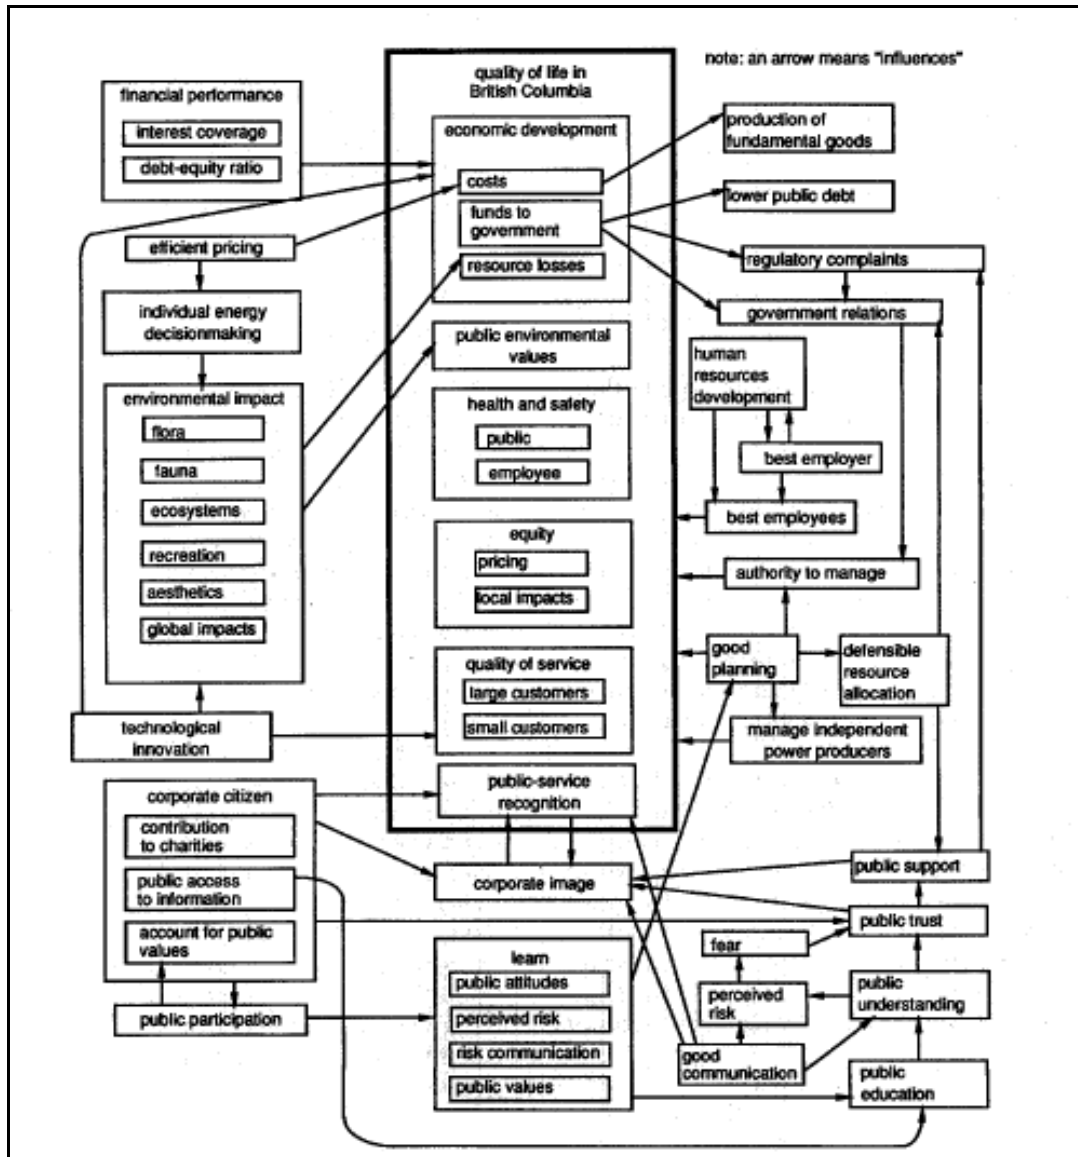 note: an arrow means "influences"
financial performance
interest coverage
debt-equity ratio
efficient pricing
individual energy
decisionmaking
environmental impact
flora
fauna
ecosystems
recreation
aesthetics
global impacts
technological
innovation
corporate citizen
contribution
to charities
public access
to information
account for public
values
public participation
quality of life in
British Columbia
economic development
costs
funds to
government
resource losses
public environmental
values
health and safety
public
employee
equity
pricing
local impacts
quality of service
large customers
small customers
public-service
recognition
corporate image
learn
public attitudes
perceived risk
risk communication
public values
production of
fundamental goods
lower public debt
regulatory complaints
government relations
human
resources
development
best employer
best employees
authority to manage
good
planning
defensible
resource
allocation
manage independent
power producers
public support
public trust
fear
perceived
risk
public
understanding
good
communication
public
education